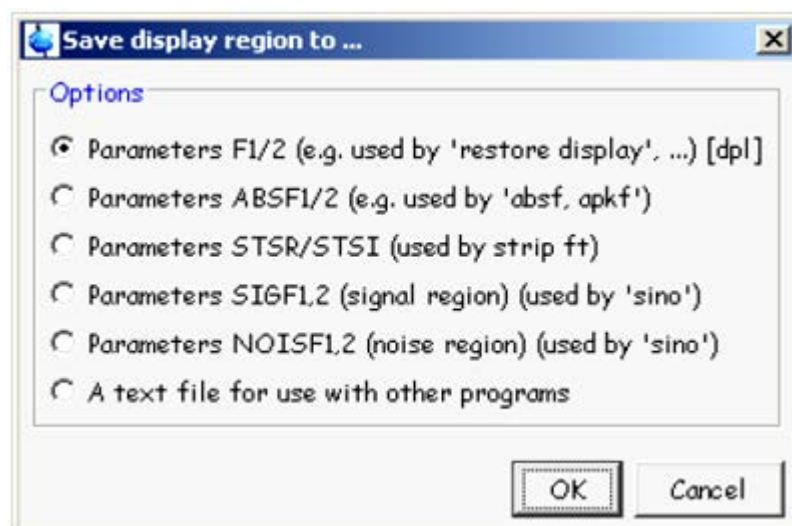 Save display region to ...
Options
Parameters F1/2 (e.g. used by 'restore display', ...) [dpl]
Parameters ABSF1/2 (e.g. used by 'absf, apkf')
Parameters STSR/STSI (used by strip ft)
Parameters SIGF1,2 (signal region) (used by 'sino')
Parameters NOISF1,2 (noise region) (used by 'sino')
A text file for use with other programs
OK Cancel